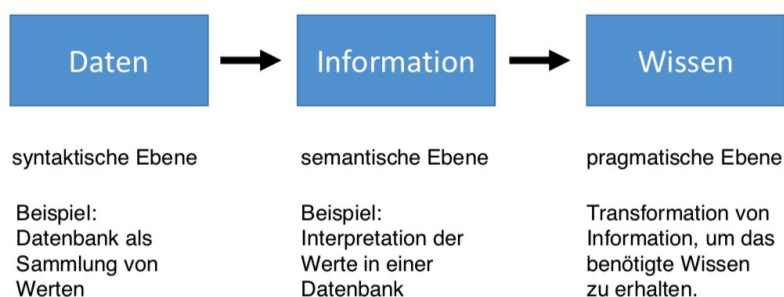 Daten
Information
Wissen
syntaktische Ebene
semantische Ebene
pragmatische Ebene
Beispiel:
Datenbank als
Sammlung von
Werten
Beispiel:
Interpretation der
Werte in einer
Datenbank
Transformation von
Information, um das
benötigte Wissen
zu erhalten.